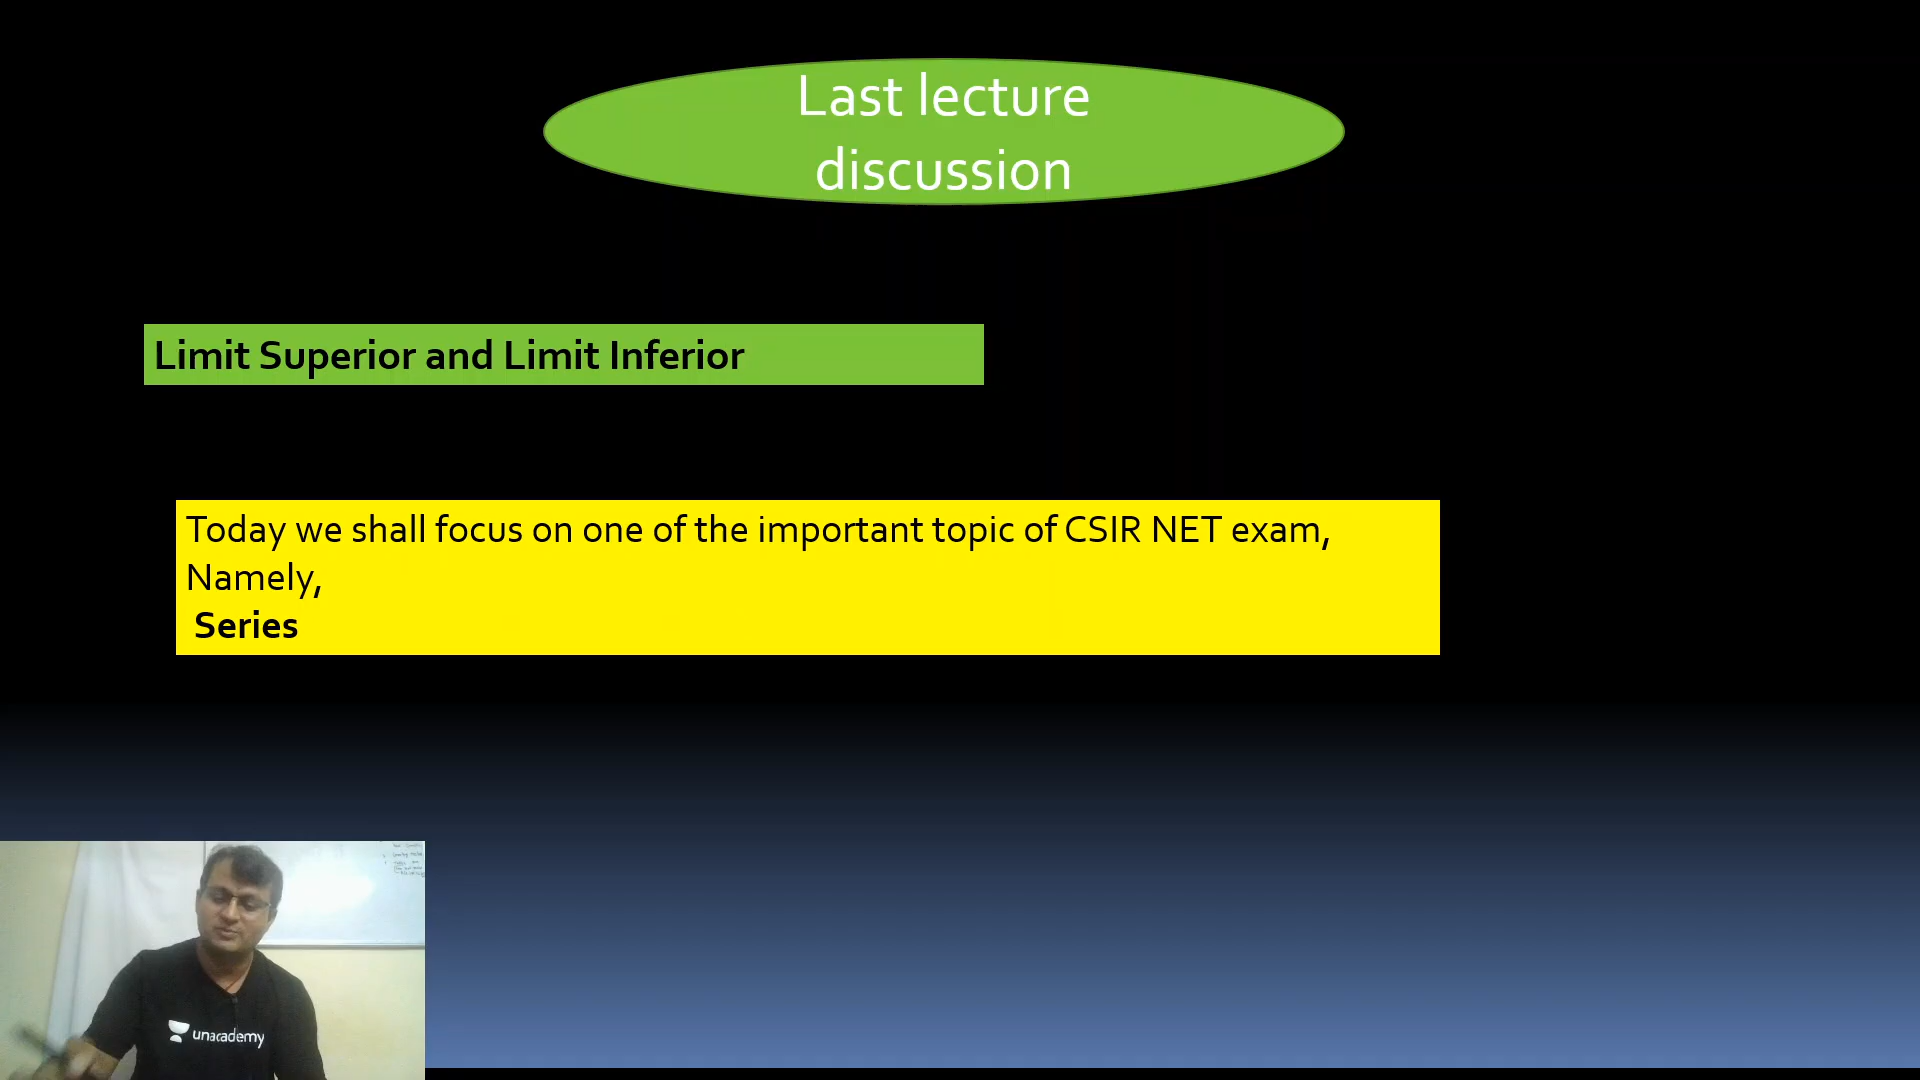 Last lecture
discussion
Limit Superior and Limit Inferior
Today we shall focus on one of the important topic of CSIR NET exam,
Namely,
Series
unacademy